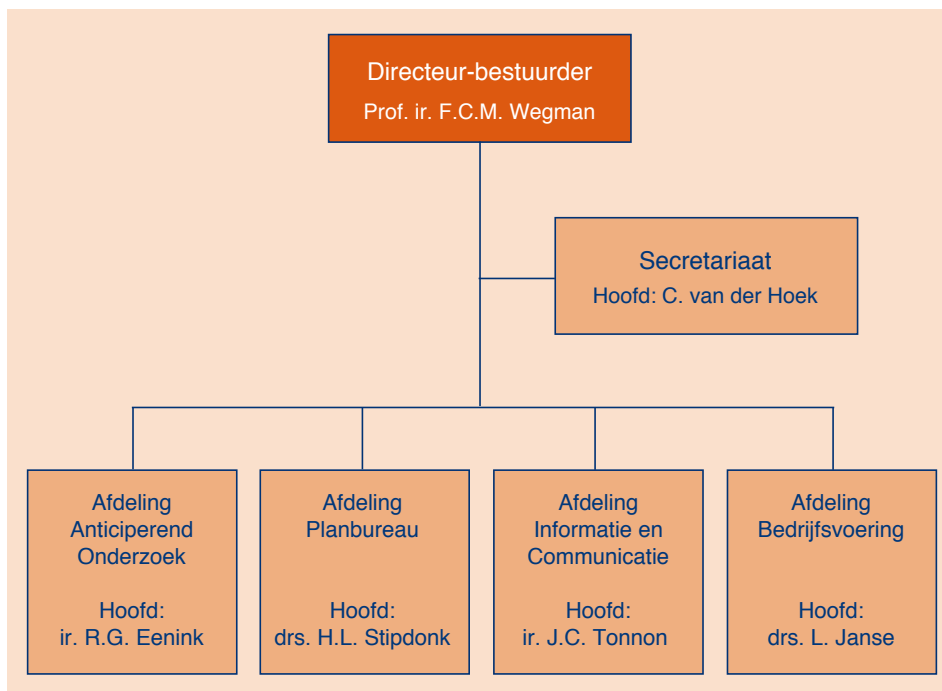 Directeur-bestuurder
Prof. ir. F.C.M. Wegman
Secretariaat
Hoofd: C. van der Hoek
Afdeling
Anticiperend
Onderzoek
Hoofd:
ir. R.G. Eenink
Afdeling
Planbureau
Hoofd:
drs. H.L. Stipdonk
Afdeling
Informatie en
Communicatie
Hoofd:
ir. J.C. Tonnon
Afdeling
Bedrijfsvoering
Hoofd:
drs. L. Janse